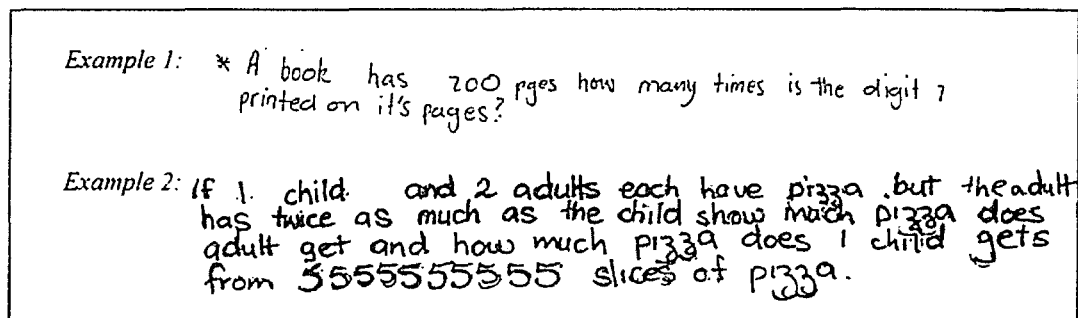 Example 1: * A book has 200 pges how many times is the digit 7
printed on it's pages?
Example 2: If 1. child. and 2 adults each have pizza but the adult
has twice as much as the child show much pizza does
adult get and how much pizza does 1 child gets
from 5555555555 slices of pizza.